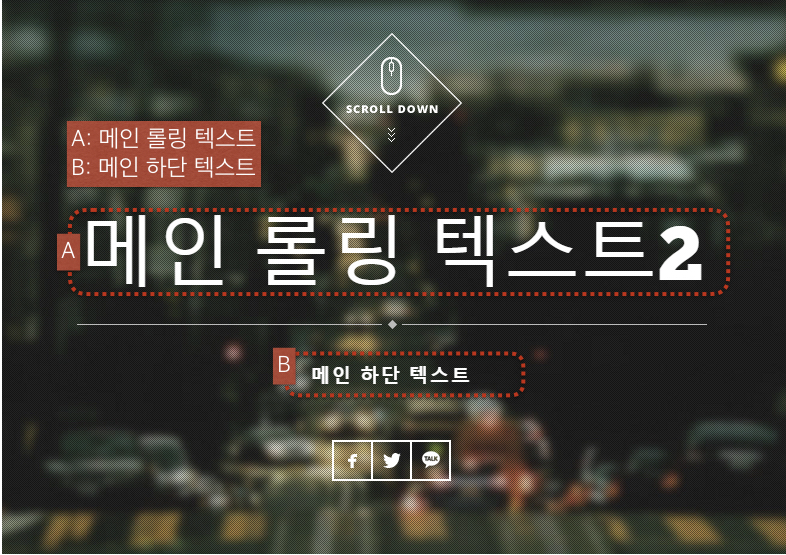 SCROLL DOWN
A: 메인 롤링 텍스트
B: 메인 하단 텍스트
A
메인 롤링 텍스트2
B
메인 하단 텍스트
TALK